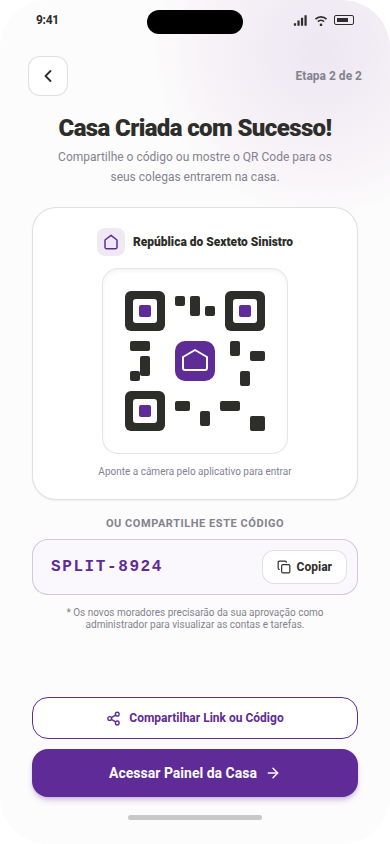 9:41
Etapa 2 de 2
Casa Criada com Sucesso!
Compartilhe o código ou mostre o QR Code para os
seus colegas entrarem na casa.
República do Sexteto Sinistro
Aponte a câmera pelo aplicativo para entrar
OU COMPARTILHE ESTE CÓDIGO
SPLIT-8924
Copiar
* Os novos moradores precisarão da sua aprovação como
administrador para visualizar as contas e tarefas.
Compartilhar Link ou Código
Acessar Painel da Casa